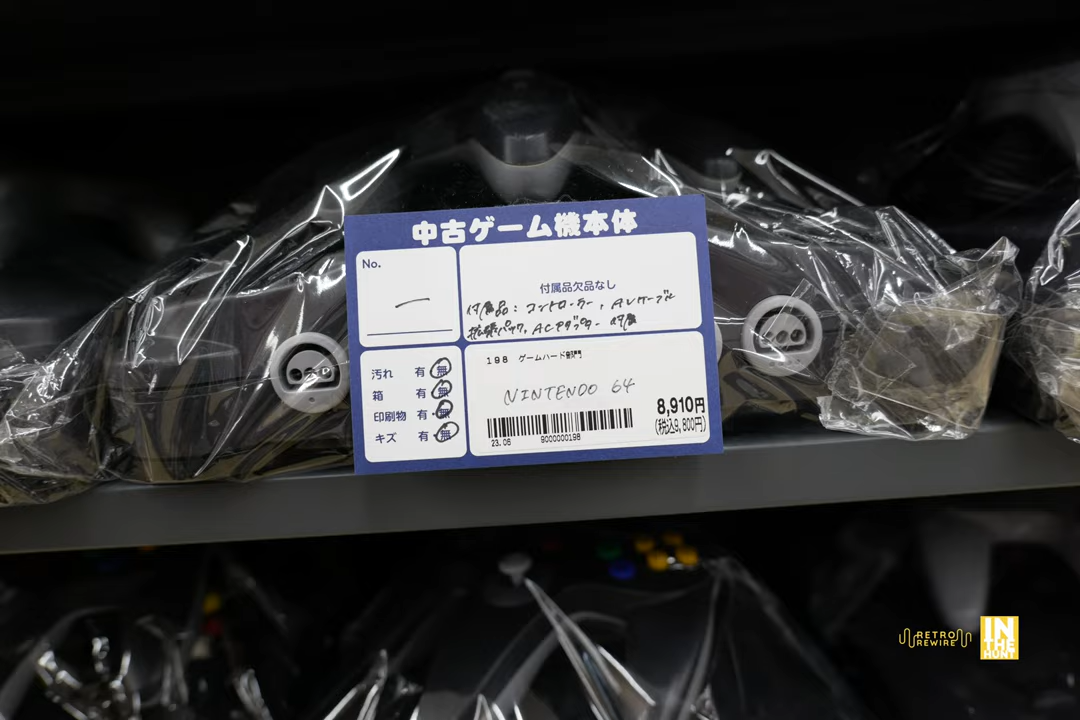 中古ゲーム機本体
No.
付属品欠品なし
付属品:コントローラー, AVケーブル
拡張パック, ACアダプター 付属
汚れ 有・無
箱 有・無
印刷物 有・無
キズ 有・無
198 ゲームハード部門
NINTENDO 64
8,910円
(税込9,800円)
23.06 9000000198
RETRO
REWIRE
IN
THE
HUNT